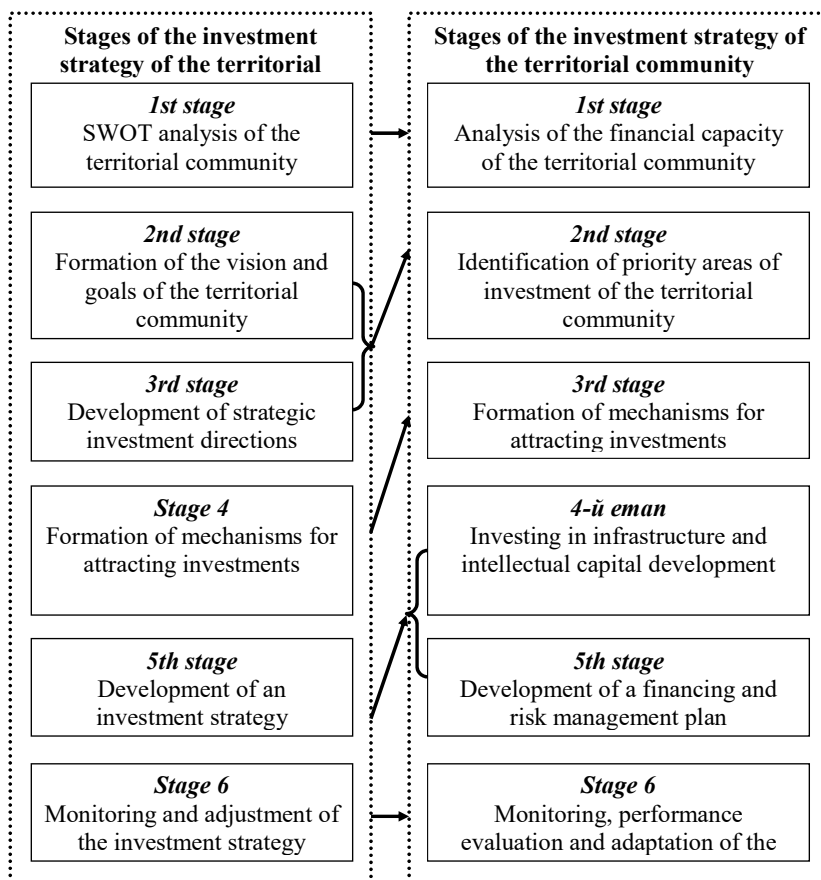 Stages of the investment
strategy of the territorial
1st stage
SWOT analysis of the
territorial community
2nd stage
Formation of the vision and
goals of the territorial
community
3rd stage
Development of strategic
investment directions
Stage 4
Formation of mechanisms for
attracting investments
5th stage
Development of an
investment strategy
Stage 6
Monitoring and adjustment of
the investment strategy
Stages of the investment strategy of
the territorial community
1st stage
Analysis of the financial capacity
of the territorial community
2nd stage
Identification of priority areas of
investment of the territorial
community
3rd stage
Formation of mechanisms for
attracting investments
4-й етап
Investing in infrastructure and
intellectual capital development
5th stage
Development of a financing and
risk management plan
Stage 6
Monitoring, performance
evaluation and adaptation of the